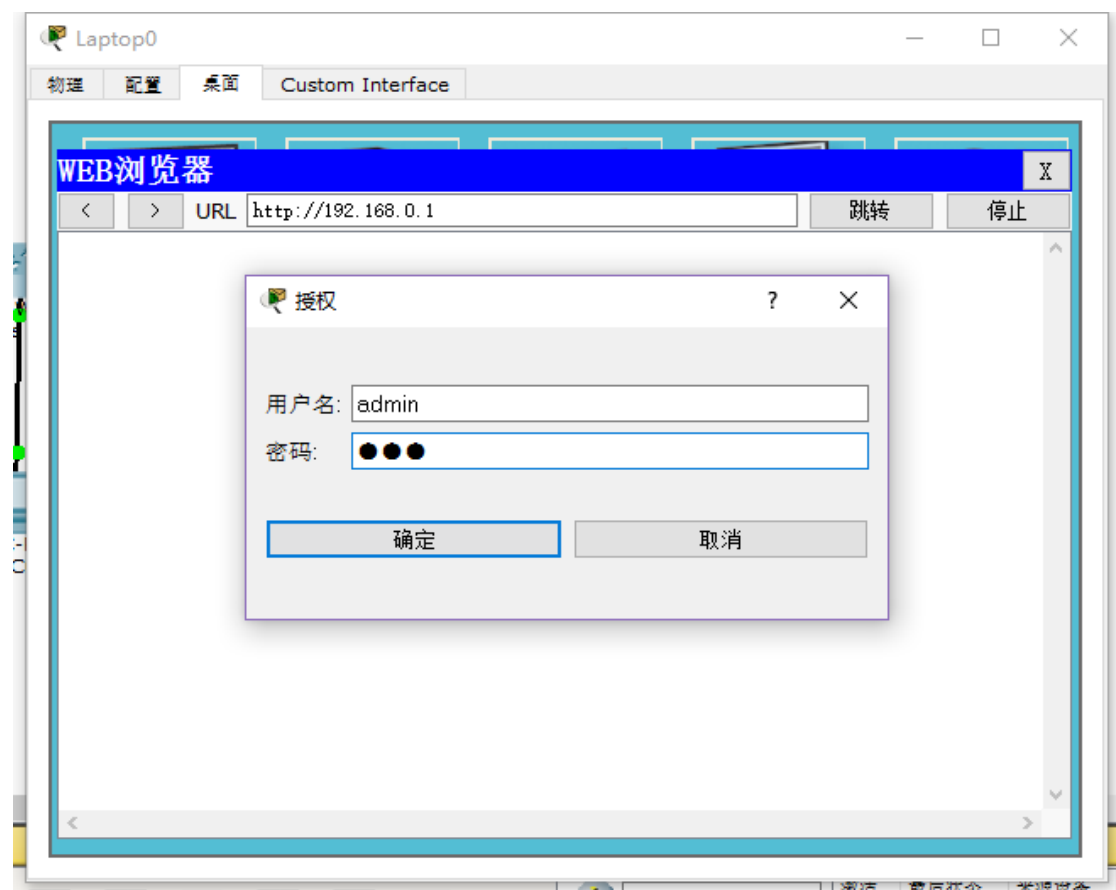 Laptop0
物理 配置 桌面 Custom Interface
WEB浏览器 X
< > URL http://192.168.0.1 跳转 停止
授权 ?
用户名: admin
密码: ●●●
确定 取消